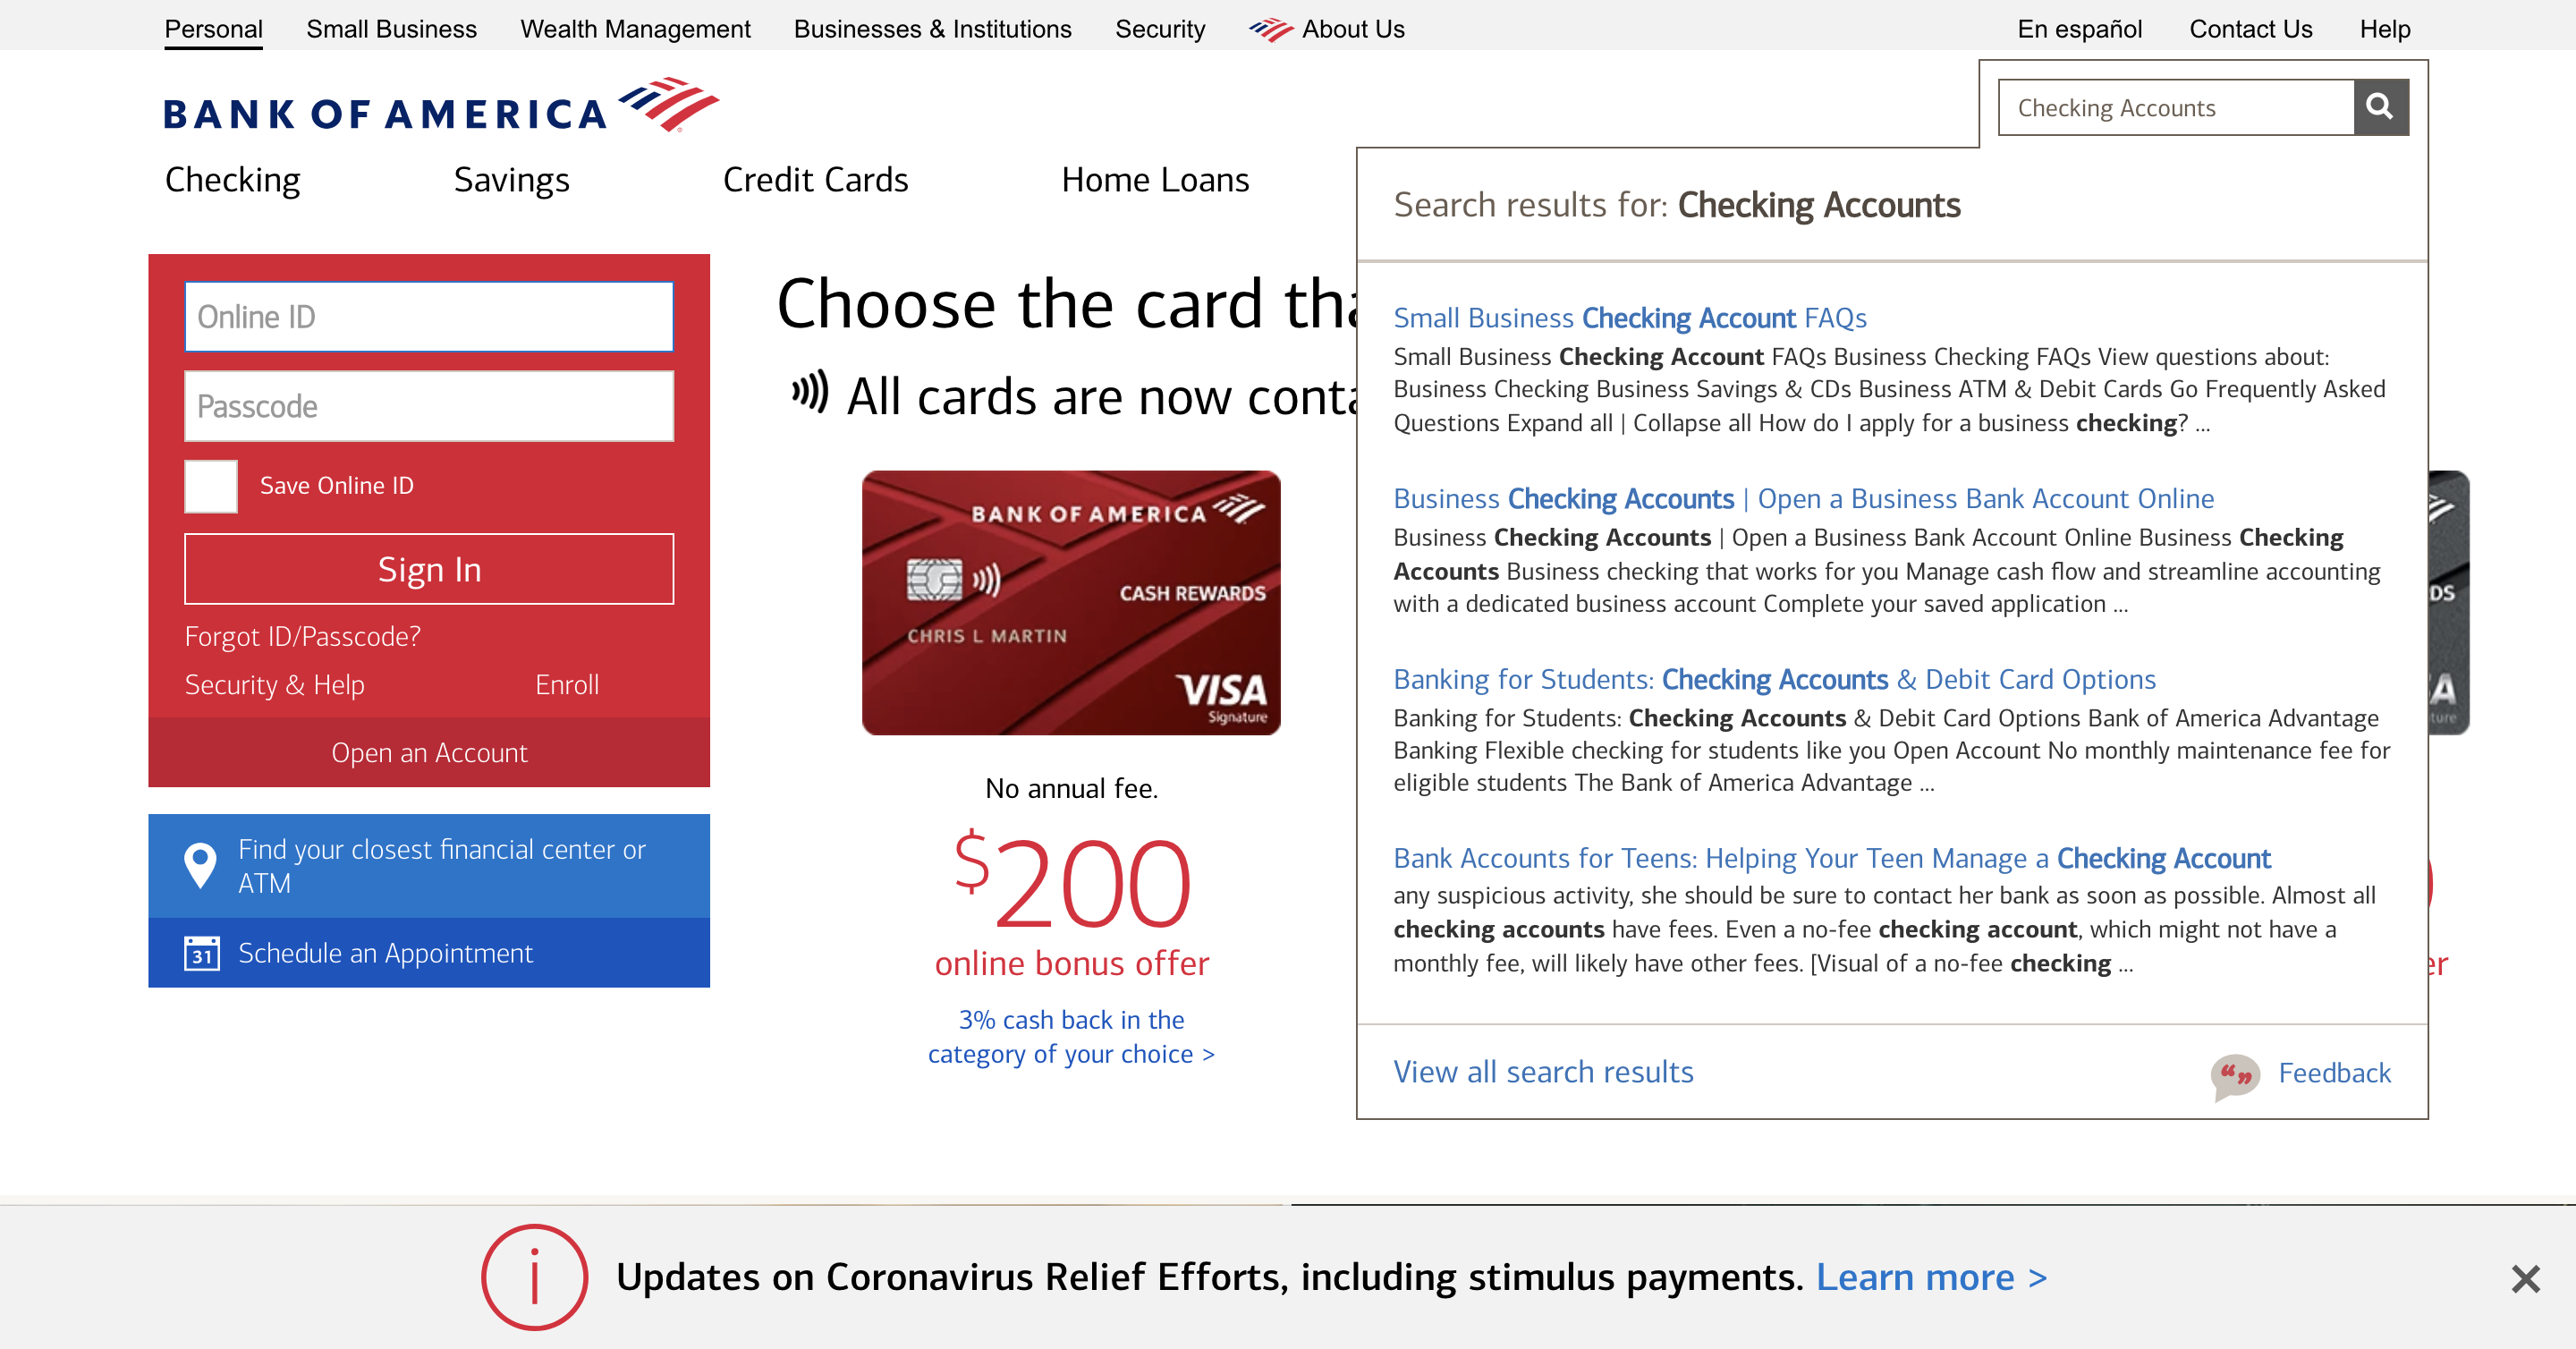 Personal Small Business Wealth Management Businesses & Institutions Security About Us En español Contact Us Help
BANK OF AMERICA
Checking Accounts
Checking Savings Credit Cards Home Loans
Online ID
Passcode
Save Online ID
Sign In
Forgot ID/Passcode?
Security & Help Enroll
Open an Account
Find your closest financial center or
ATM
31 Schedule an Appointment
Choose the card tha
All cards are now conta
BANK OF AMERICA
CASH REWARDS
CHRIS L MARTIN
VISA
Signature
No annual fee.
$200
online bonus offer
3% cash back in the
category of your choice >
Search results for: Checking Accounts
Small Business Checking Account FAQs
Small Business Checking Account FAQs Business Checking FAQs View questions about:
Business Checking Business Savings & CDs Business ATM & Debit Cards Go Frequently Asked
Questions Expand all | Collapse all How do I apply for a business checking? ...
Business Checking Accounts | Open a Business Bank Account Online
Business Checking Accounts | Open a Business Bank Account Online Business Checking
Accounts Business checking that works for you Manage cash flow and streamline accounting
with a dedicated business account Complete your saved application ...
Banking for Students: Checking Accounts & Debit Card Options
Banking for Students: Checking Accounts & Debit Card Options Bank of America Advantage
Banking Flexible checking for students like you Open Account No monthly maintenance fee for
eligible students The Bank of America Advantage ...
Bank Accounts for Teens: Helping Your Teen Manage a Checking Account
any suspicious activity, she should be sure to contact her bank as soon as possible. Almost all
checking accounts have fees. Even a no-fee checking account, which might not have a
monthly fee, will likely have other fees. [Visual of a no-fee checking ...
View all search results Feedback
DS
A
ture
er
Updates on Coronavirus Relief Efforts, including stimulus payments. Learn more >